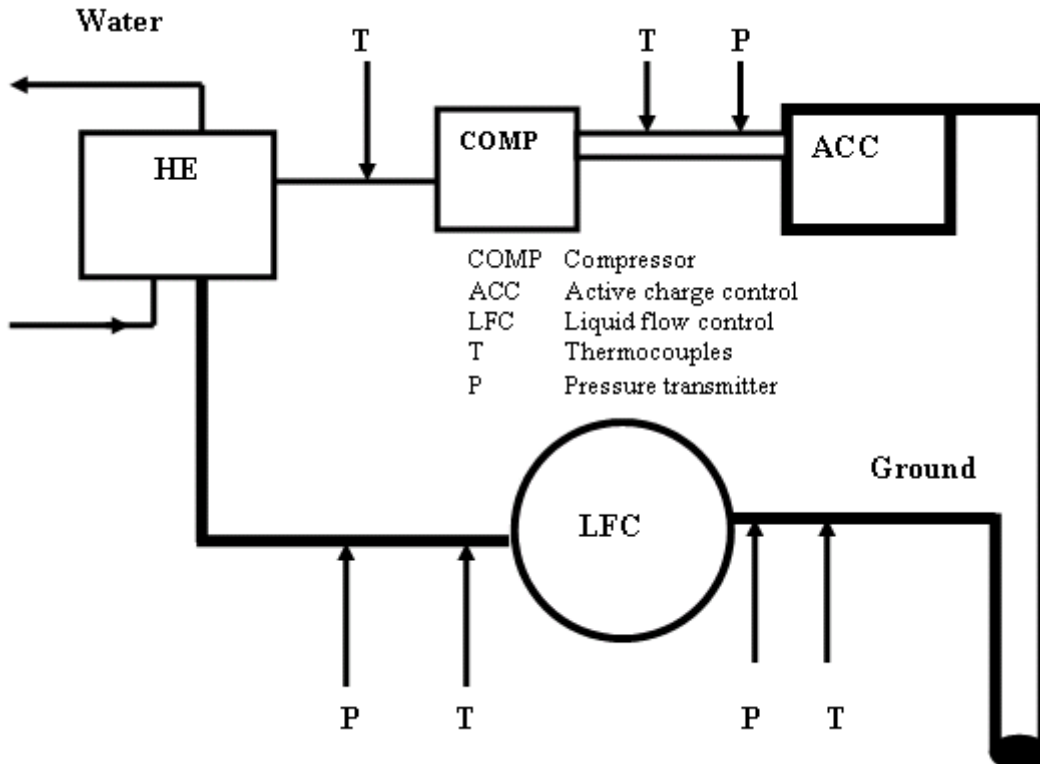 Water
T
T
P
HE
COMP
ACC
COMP Compressor
ACC Active charge control
LFC Liquid flow control
T Thermocouples
P Pressure transmitter
Ground
LFC
P
T
P
T